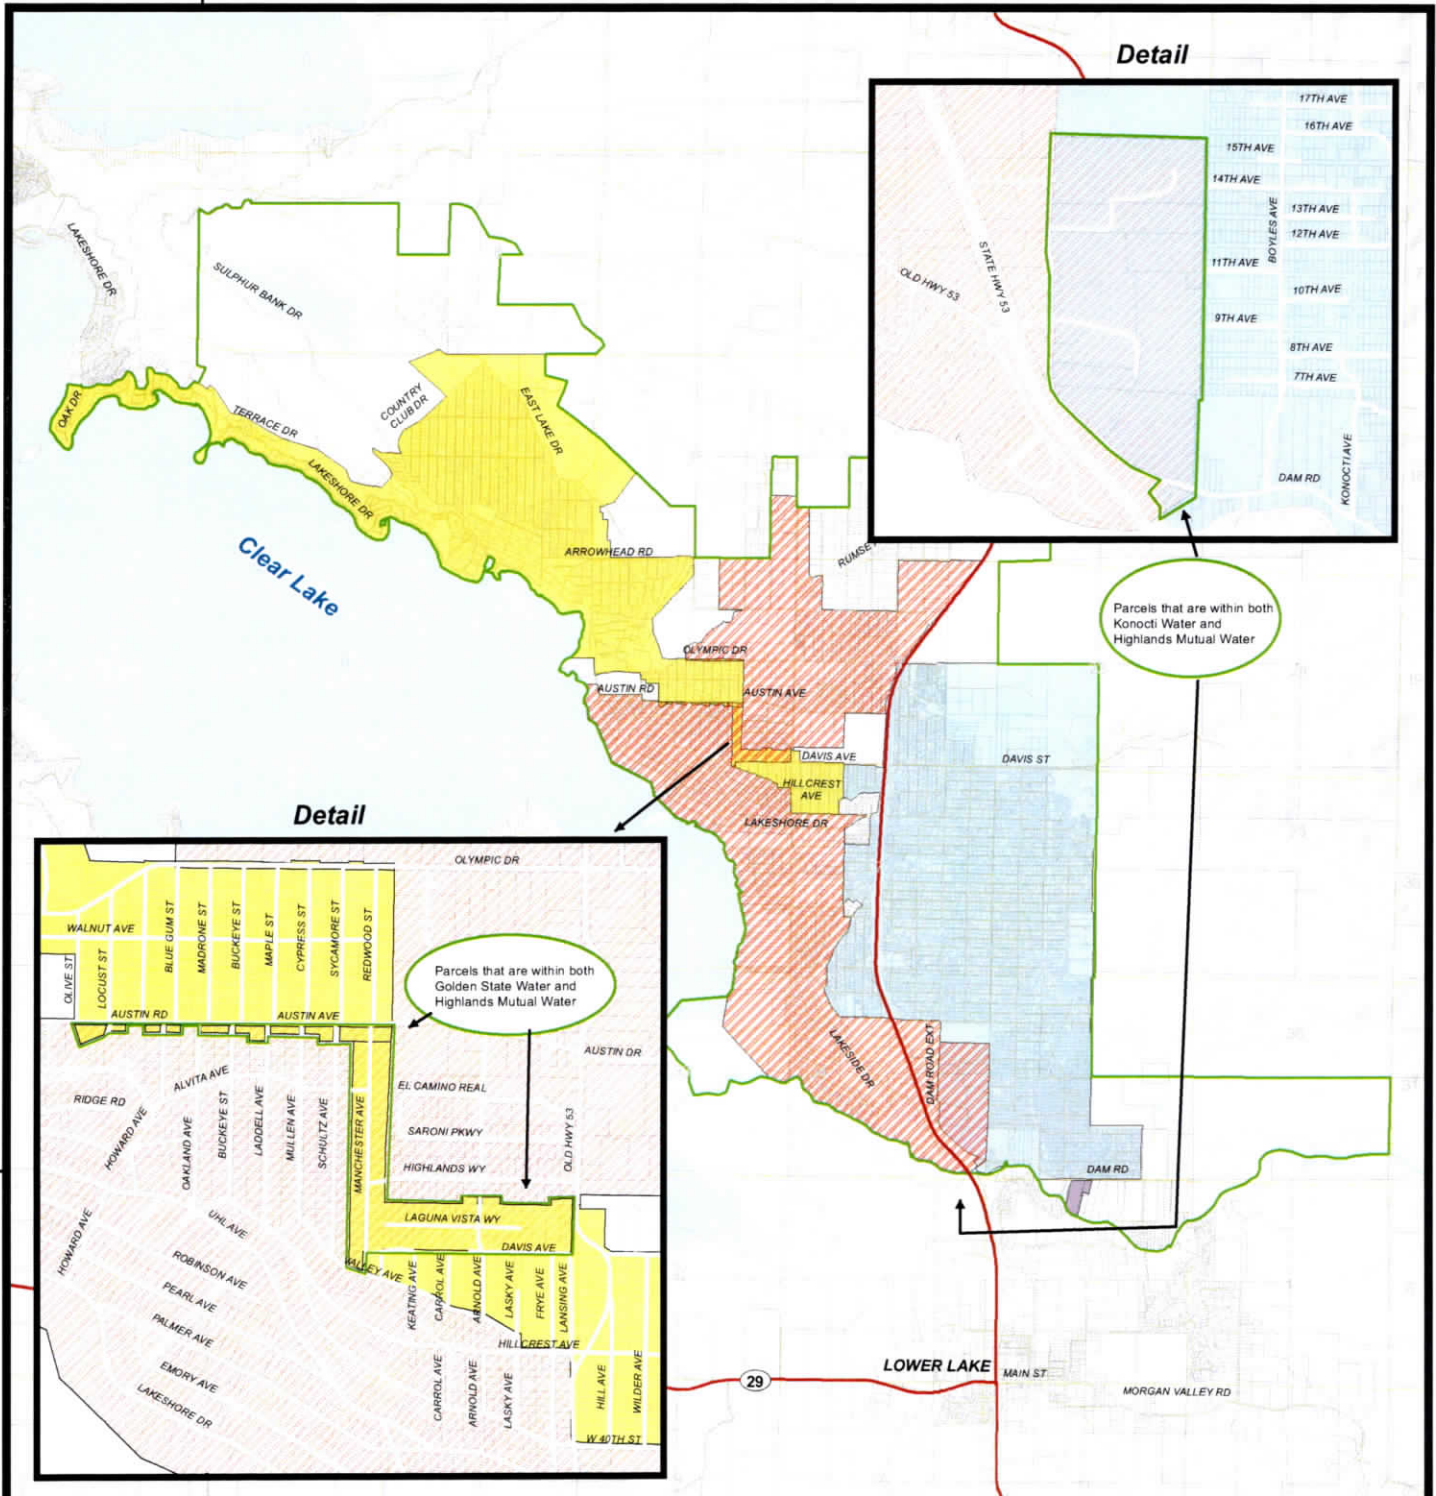 Detail
17TH AVE
16TH AVE
15TH AVE
14TH AVE
13TH AVE
12TH AVE
11TH AVE
10TH AVE
9TH AVE
8TH AVE
7TH AVE
BOYLES AVE
KONOCTI AVE
DAM RD
STATE HWY 53
OLD HWY 53
LAKESHORE DR
SULPHUR BANK DR
OAK DR
TERRACE DR
COUNTRY
CLUB DR
EAST LAKE DR
LAKESHORE DR
ARROWHEAD RD
Clear Lake
OLYMPIC DR
AUSTIN RD
AUSTIN AVE
Parcels that are within both
Konocti Water and
Highlands Mutual Water
DAVIS AVE
DAVIS ST
HILLCREST
AVE
LAKESHORE DR
LAKESIDE DR
DAM ROAD EXT
DAM RD
Detail
OLYMPIC DR
WALNUT AVE
OLIVE ST
LOCUST ST
BLUE GUM ST
MADRONE ST
BUCKEYE ST
MAPLE ST
CYPRESS ST
SYCAMORE ST
REDWOOD ST
Parcels that are within both
Golden State Water and
Highlands Mutual Water
AUSTIN RD
AUSTIN AVE
AUSTIN DR
ALVITA AVE
RIDGE RD
HOWARD AVE
OAKLAND AVE
BUCKEYE ST
LADDELL AVE
MULLEN AVE
SCHULTZ AVE
MANCHESTER AVE
EL CAMINO REAL
SARONI PKWY
HIGHLANDS WY
OLD HWY 53
LAGUNA VISTA WY
DAVIS AVE
HOWARD AVE
UHL AVE
ROBINSON AVE
PEARL AVE
PALMER AVE
EMORY AVE
LAKESHORE DR
VALLEY AVE
KEATING AVE
CARROL AVE
ARNOLD AVE
LASKY AVE
FRYE AVE
LANSING AVE
HILLCREST AVE
CARROL AVE
ARNOLD AVE
LASKY AVE
HILL AVE
WILDER AVE
W 40TH ST
29
LOWER LAKE
MAIN ST
MORGAN VALLEY RD